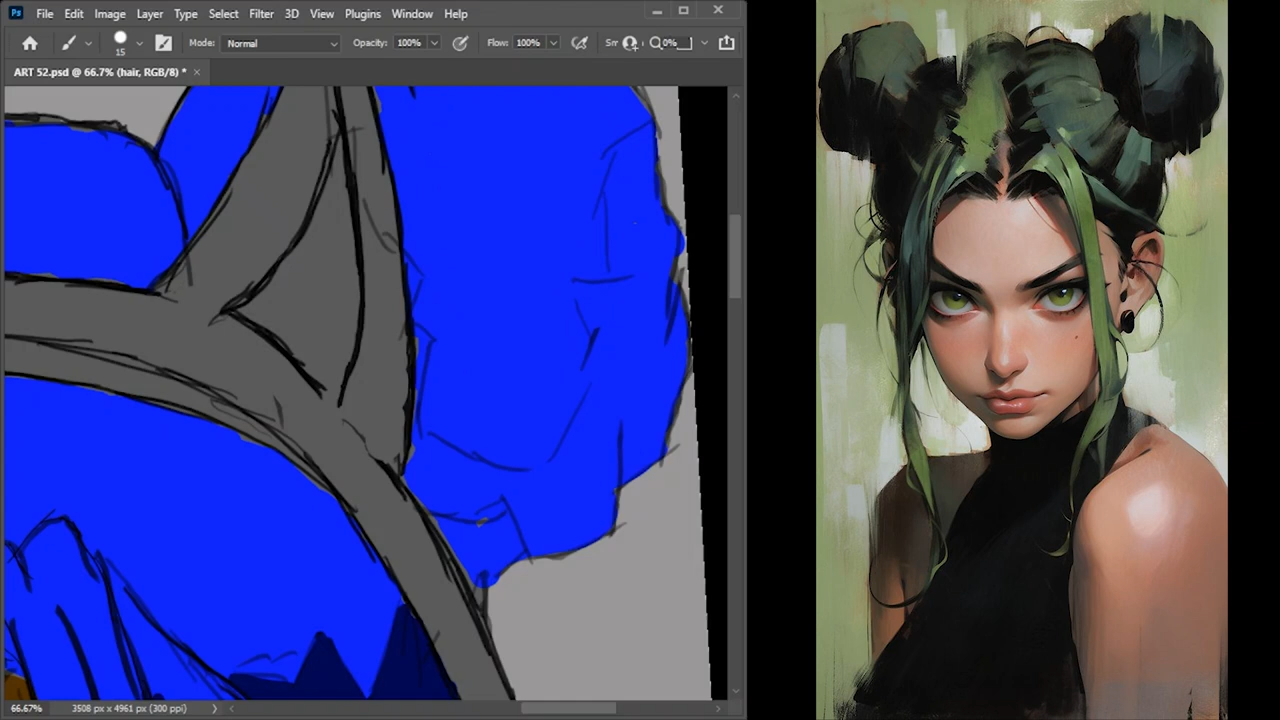 Ps File Edit Image Layer Type Select Filter 3D View Plugins Window Help
15 Mode: Normal Opacity: 100% Flow: 100% 0%
ART 52.psd @ 66.7% (hair, RGB/8) * ×
66.67% 3508 px x 4961 px (300 ppi)